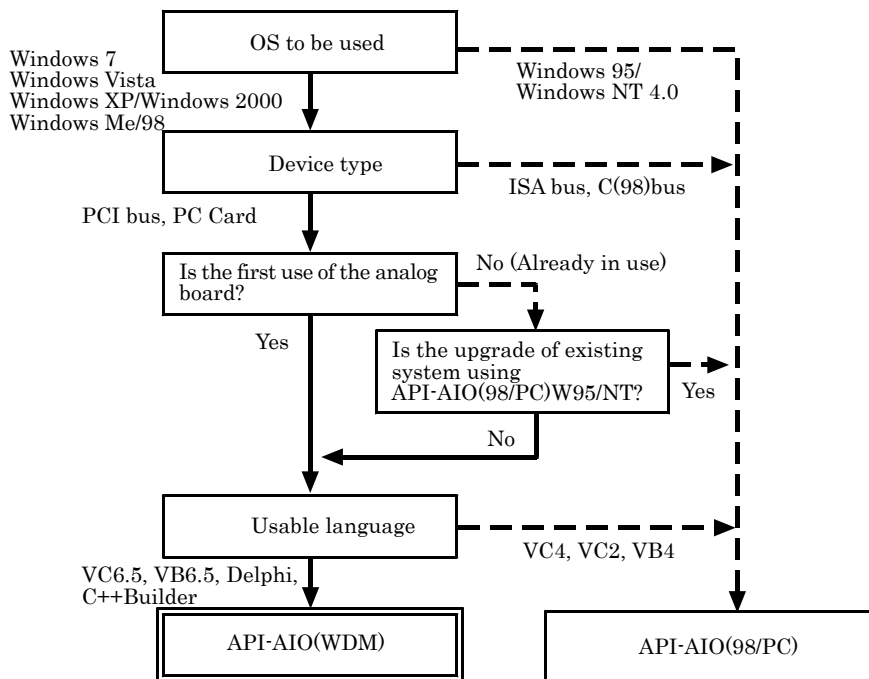 OS to be used
Windows 7
Windows Vista
Windows XP/Windows 2000
Windows Me/98
Windows 95/
Windows NT 4.0
Device type
ISA bus, C(98)bus
PCI bus, PC Card
Is the first use of the analog
board?
No (Already in use)
Yes
Is the upgrade of existing
system using
API-AIO(98/PC)W95/NT?
Yes
No
Usable language
VC4, VC2, VB4
VC6.5, VB6.5, Delphi,
C++Builder
API-AIO(WDM)
API-AIO(98/PC)